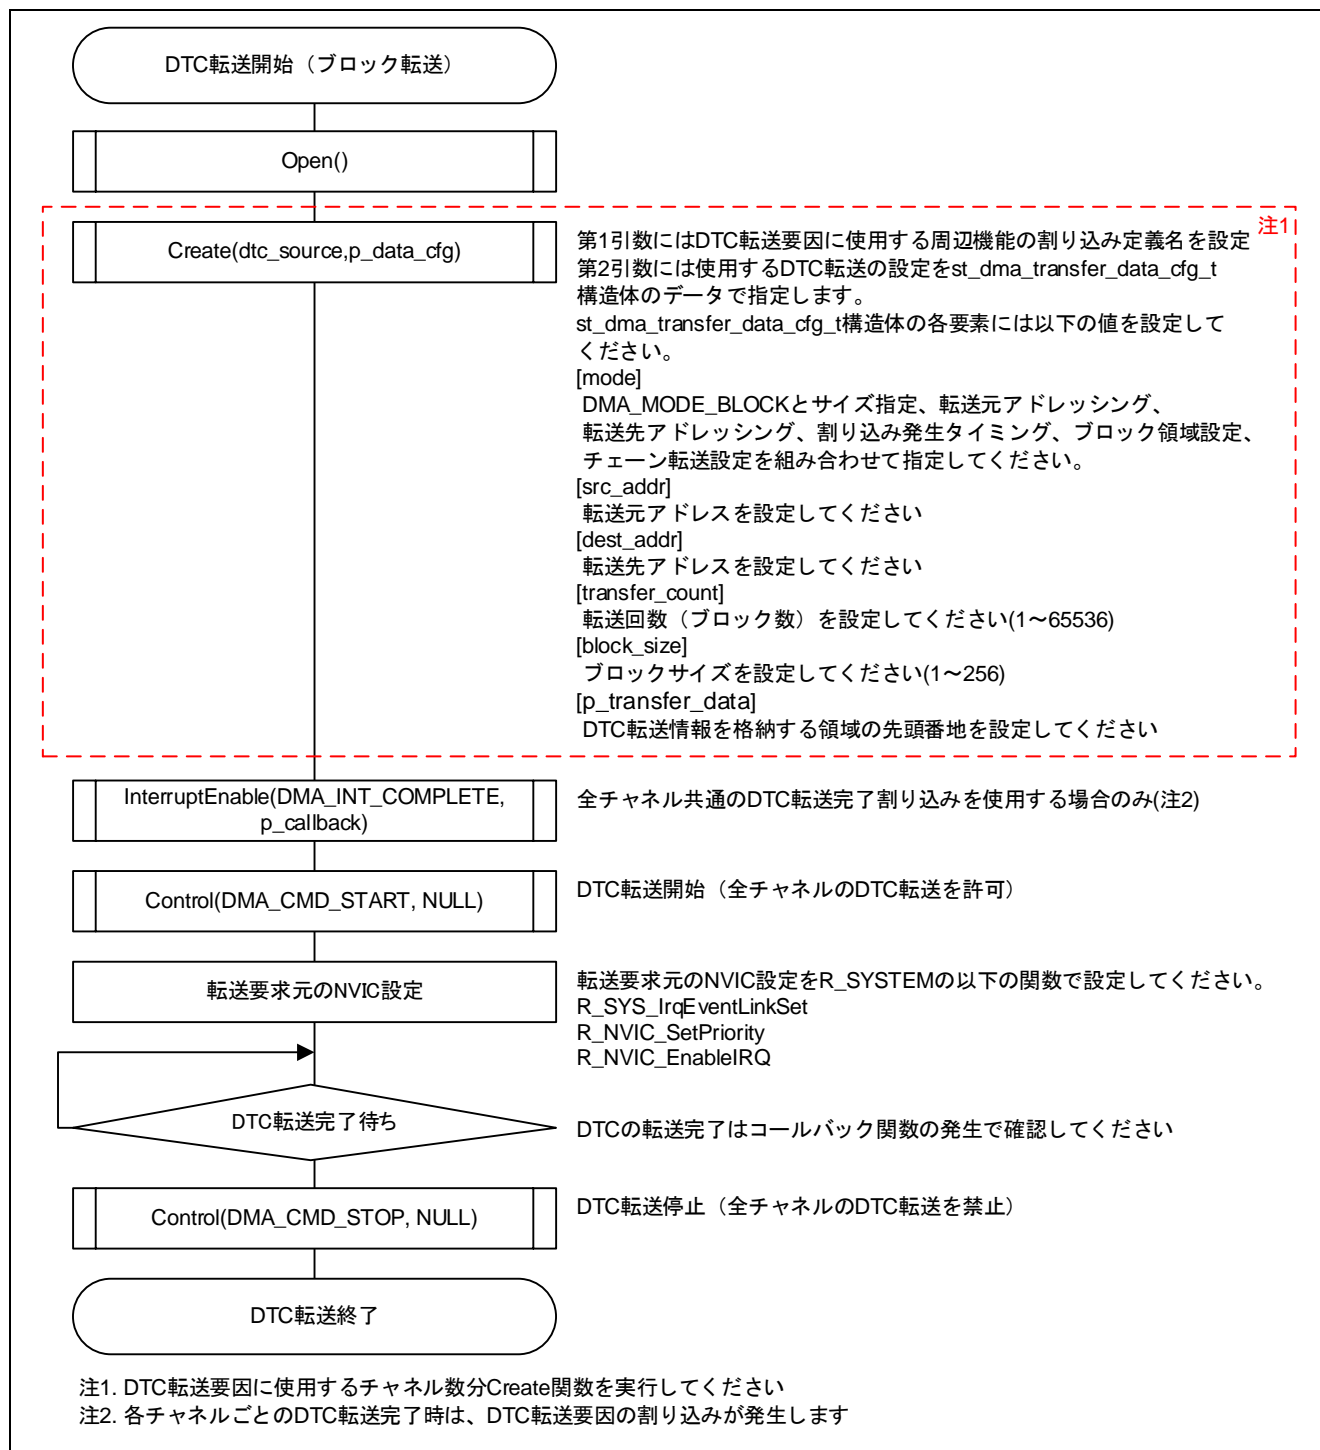 DTC転送開始（ブロック転送）
Open()
注1
Create(dtc_source,p_data_cfg)
第1引数にはDTC転送要因に使用する周辺機能の割り込み定義名を設定
第2引数には使用するDTC転送の設定をst_dma_transfer_data_cfg_t
構造体のデータで指定します。
st_dma_transfer_data_cfg_t構造体の各要素には以下の値を設定して
ください。
[mode]
DMA_MODE_BLOCKとサイズ指定、転送元アドレッシング、
転送先アドレッシング、割り込み発生タイミング、ブロック領域設定、
チェーン転送設定を組み合わせて指定してください。
[src_addr]
転送元アドレスを設定してください
[dest_addr]
転送先アドレスを設定してください
[transfer_count]
転送回数（ブロック数）を設定してください(1～65536)
[block_size]
ブロックサイズを設定してください(1～256)
[p_transfer_data]
DTC転送情報を格納する領域の先頭番地を設定してください
InterruptEnable(DMA_INT_COMPLETE,
p_callback)
全チャネル共通のDTC転送完了割り込みを使用する場合のみ(注2)
Control(DMA_CMD_START, NULL)
DTC転送開始（全チャネルのDTC転送を許可）
転送要求元のNVIC設定
転送要求元のNVIC設定をR_SYSTEMの以下の関数で設定してください。
R_SYS_IrqEventLinkSet
R_NVIC_SetPriority
R_NVIC_EnableIRQ
DTC転送完了待ち
DTCの転送完了はコールバック関数の発生で確認してください
Control(DMA_CMD_STOP, NULL)
DTC転送停止（全チャネルのDTC転送を禁止）
DTC転送終了
注1. DTC転送要因に使用するチャネル数分Create関数を実行してください
注2. 各チャネルごとのDTC転送完了時は、DTC転送要因の割り込みが発生します